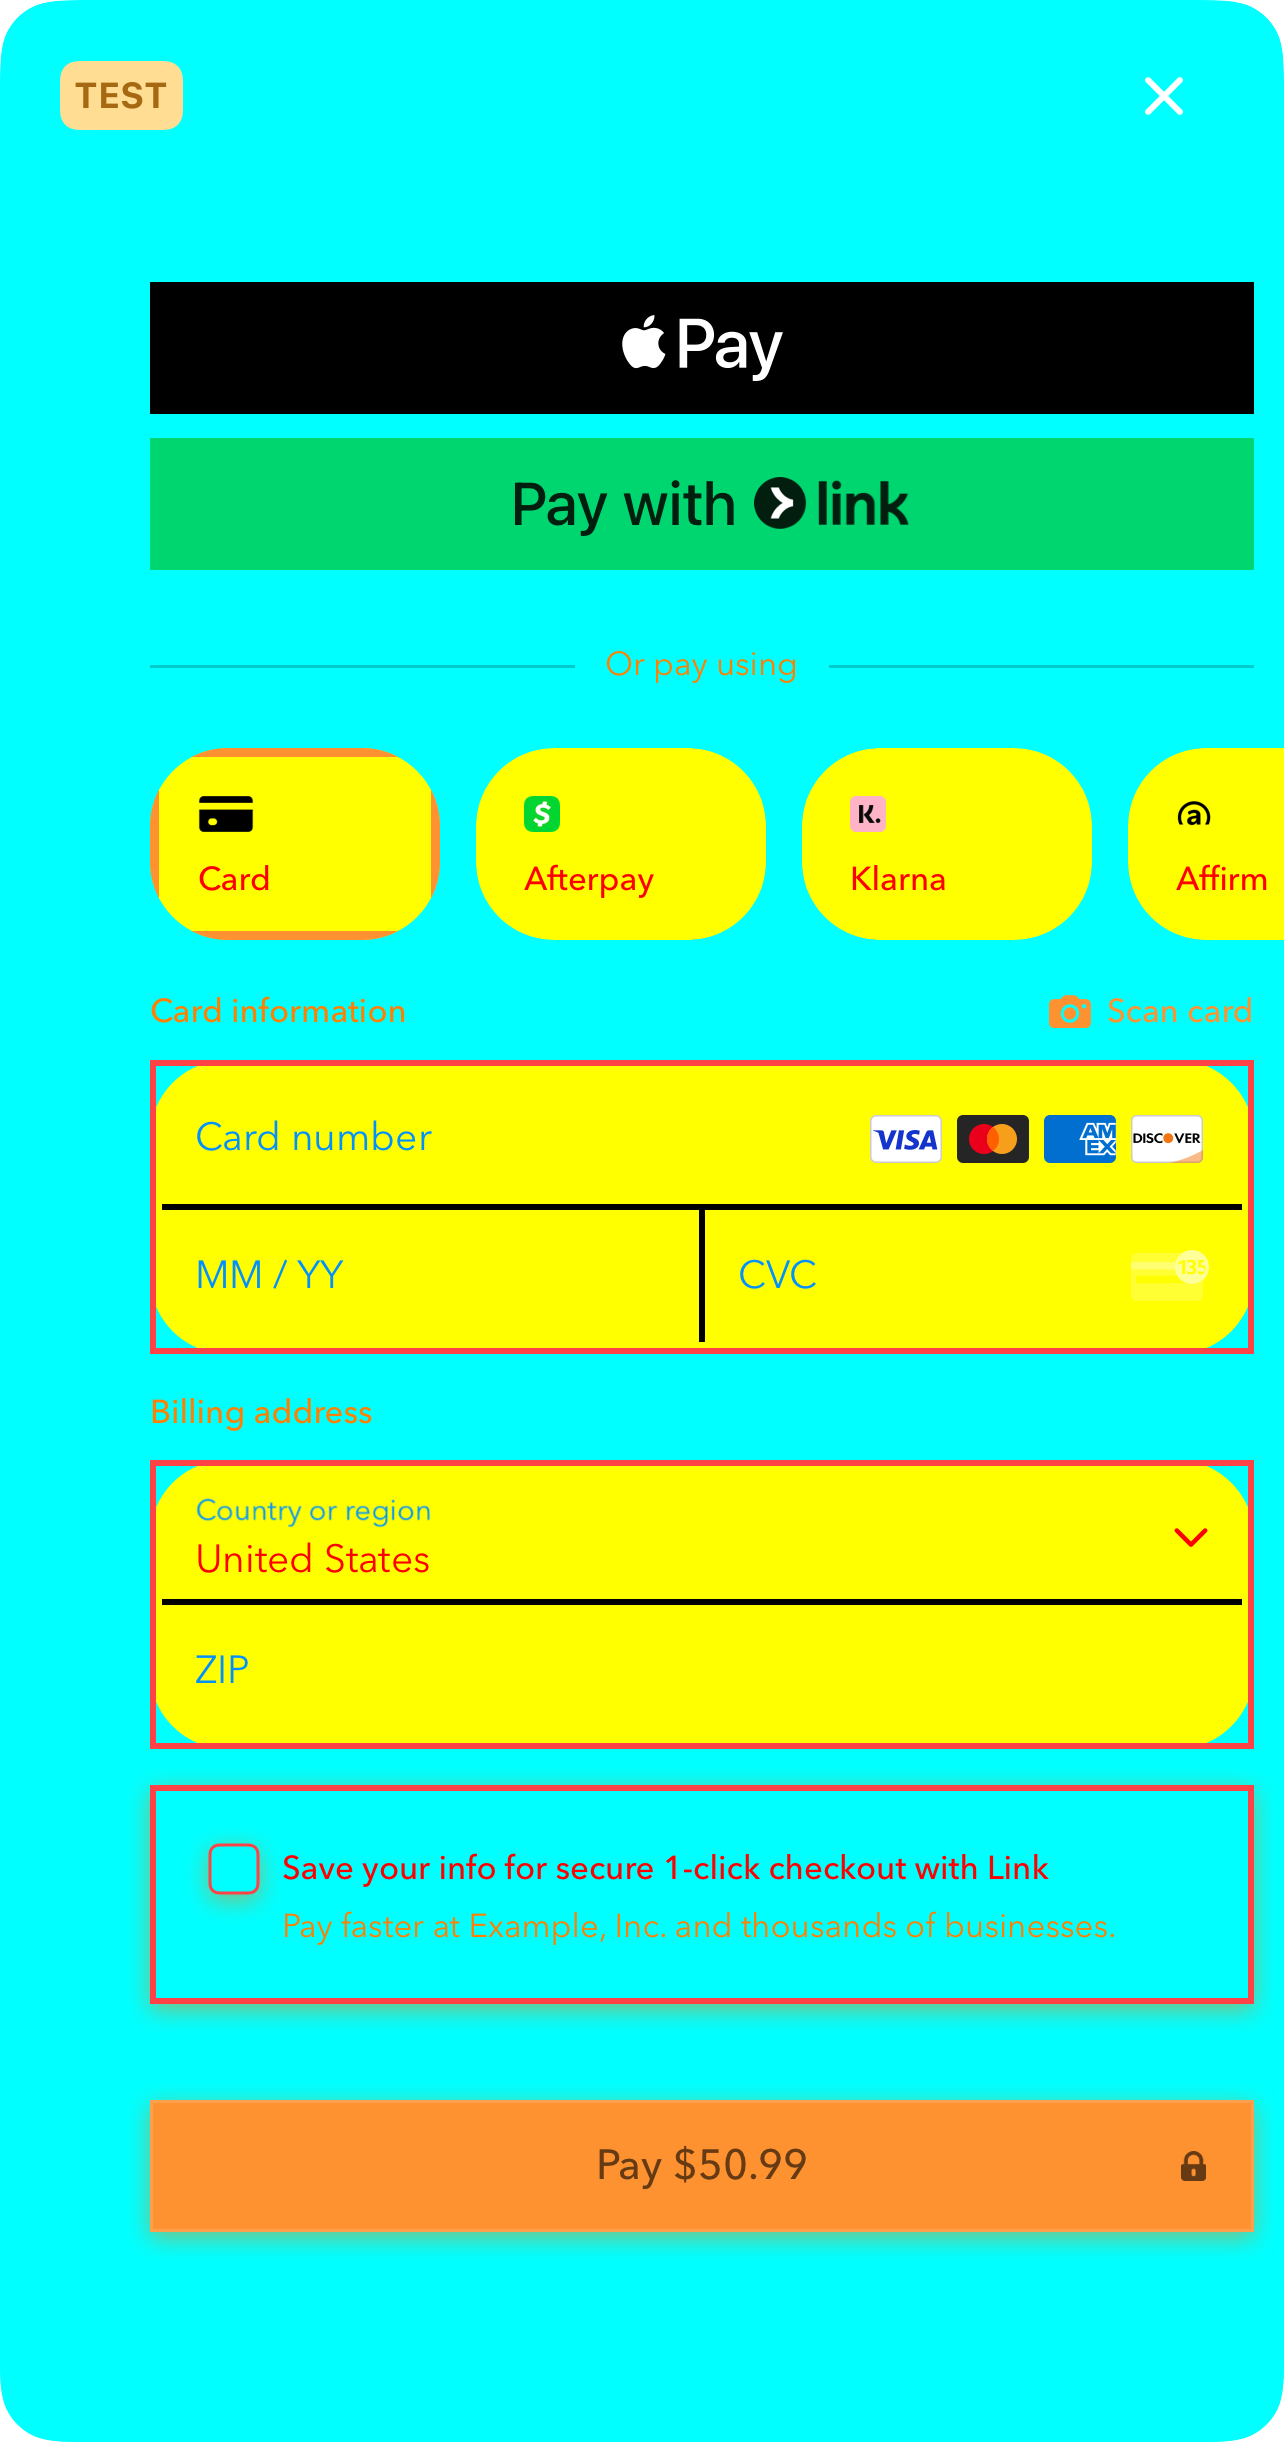 TEST
Pay
Pay with link
Or pay using
Card
Afterpay
Klarna
Affirm
Card information
Scan card
Card number
VISA
AM
EX
DISCOVER
MM / YY
CVC
135
Billing address
Country or region
United States
ZIP
Save your info for secure 1-click checkout with Link
Pay faster at Example, Inc. and thousands of businesses.
Pay $50.99